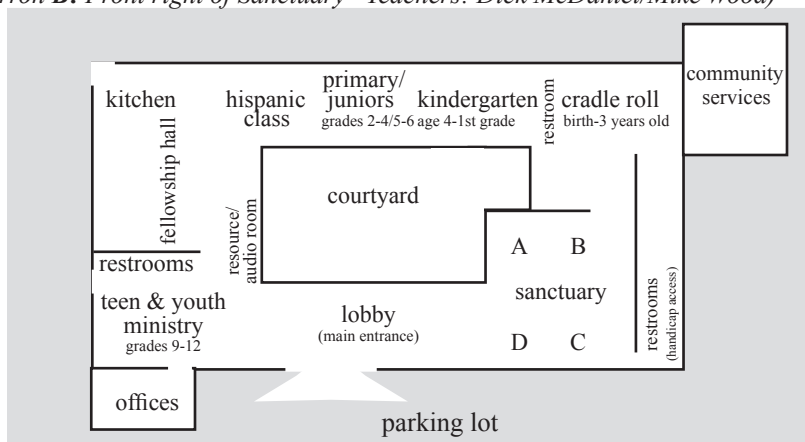 B. Front right of Sanctuary
Teachers: Dick McDaniel/Mike Wood)
kitchen
hispanic
class
primary/
juniors
grades 2-4/5-6
kindergarten
age 4-1st grade
restroom
cradle roll
birth-3 years old
community
services
fellowship hall
courtyard
resource/
audio room
restrooms
A B
sanctuary
D C
restrooms
(handicap access)
teen & youth
ministry
grades 9-12
lobby
(main entrance)
offices
parking lot